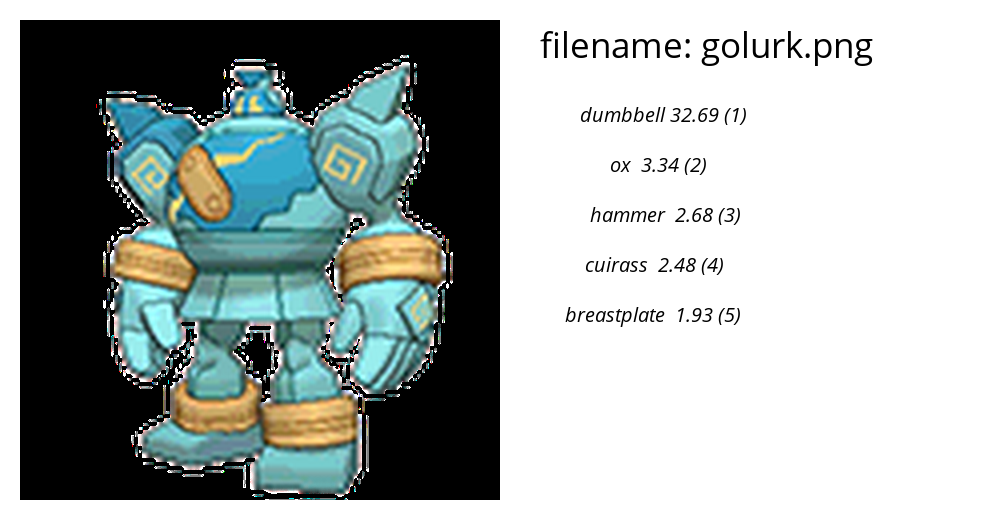 filename: golurk.png
dumbbell 32.69 (1)
ox 3.34 (2)
hammer 2.68 (3)
cuirass 2.48 (4)
breastplate 1.93 (5)